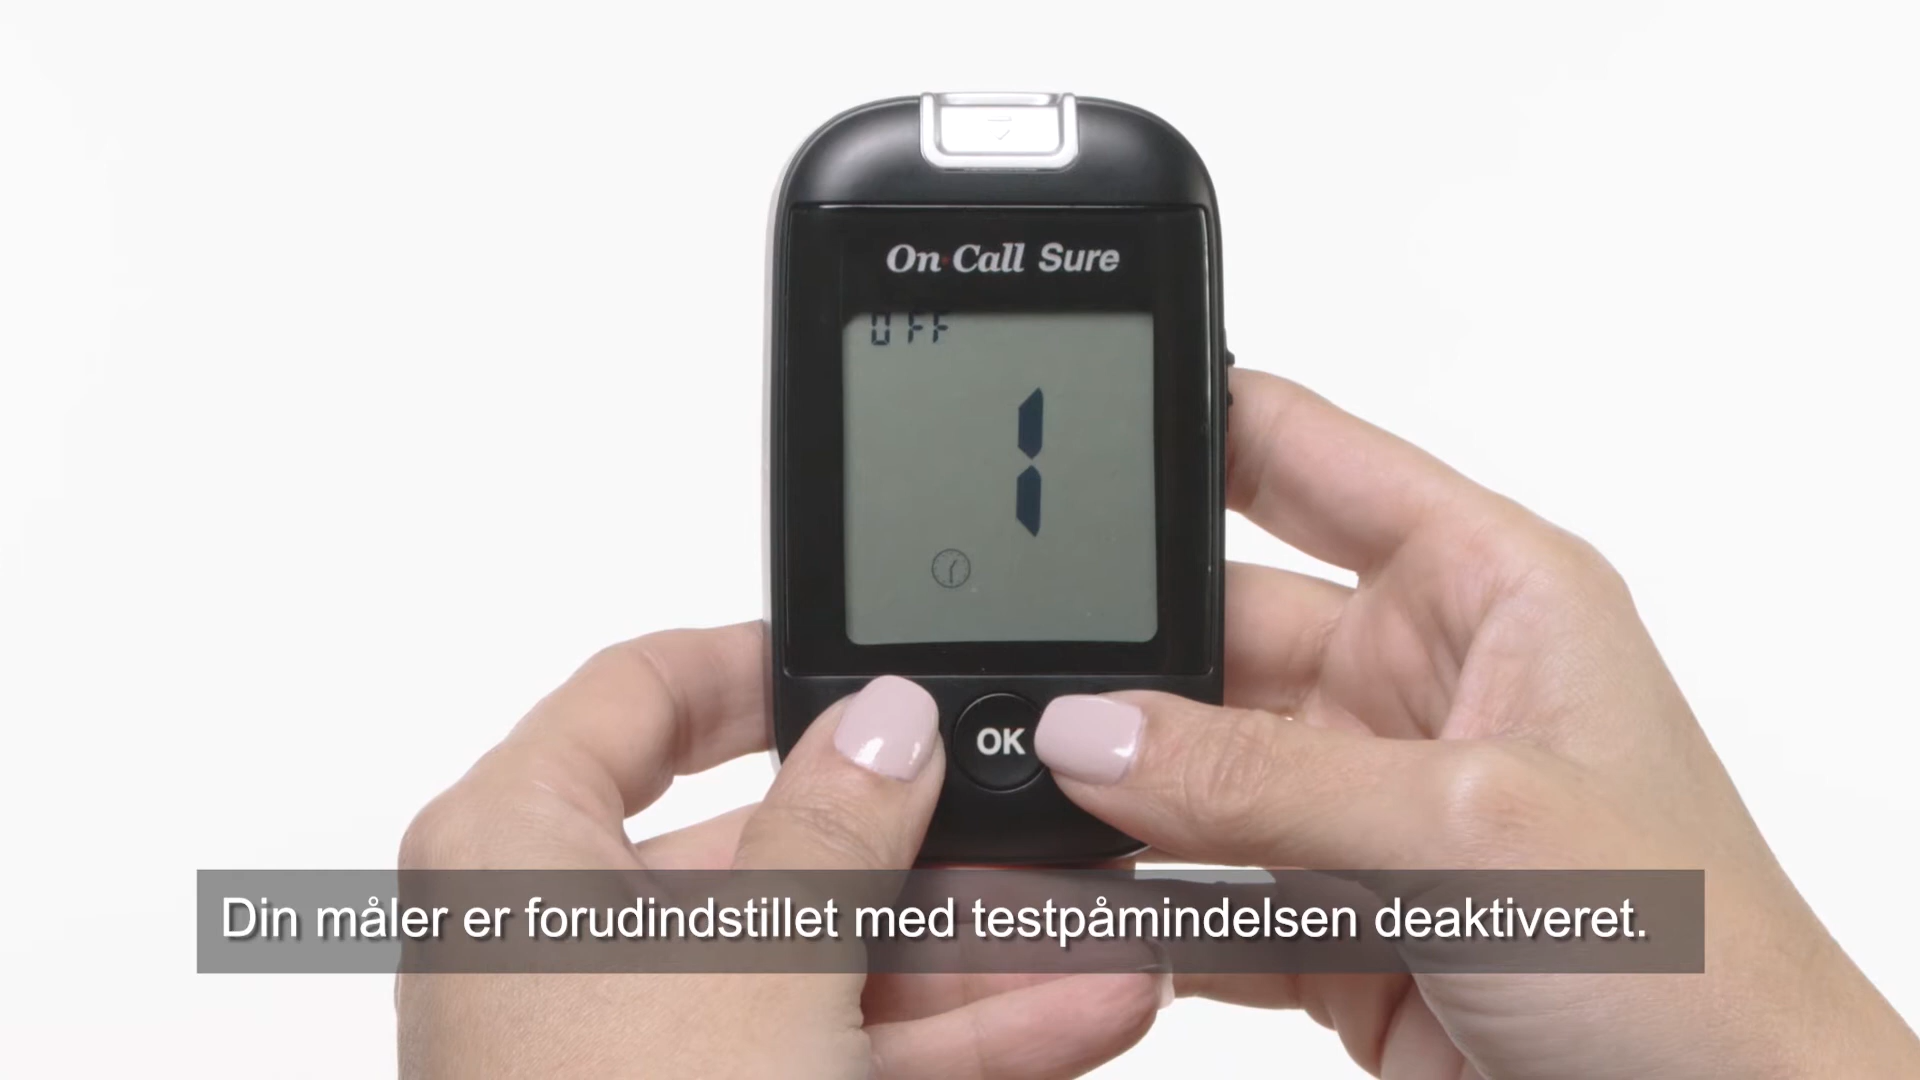 On Call Sure
OFF
1
OK
Din måler er forudindstillet med testpåmindelsen deaktiveret.